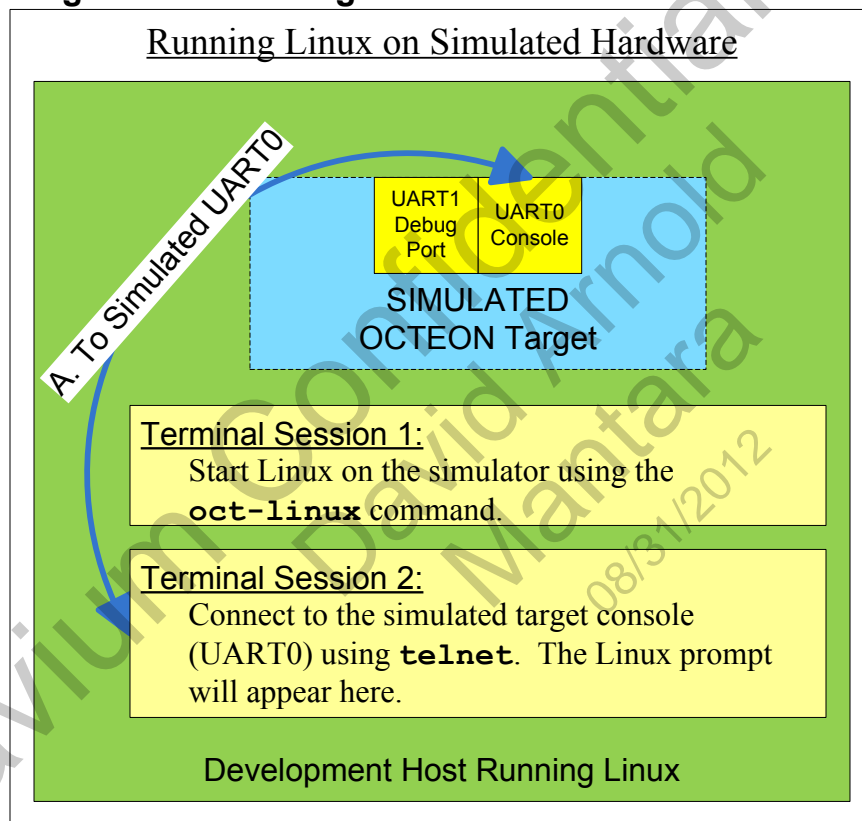 Running Linux on Simulated Hardware
A. To Simulated UART0
UART1
Debug
Port
UART0
Console
SIMULATED
OCTEON Target
Terminal Session 1:
Start Linux on the simulator using the
oct-linux command.
Terminal Session 2:
Connect to the simulated target console
(UART0) using telnet. The Linux prompt
will appear here.
Development Host Running Linux
Confidential
David Arnold
Mantara
08/31/2012